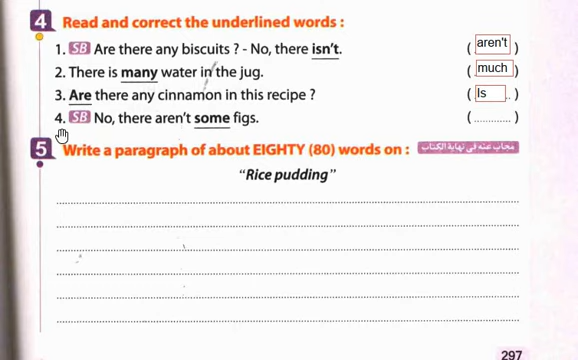 4 Read and correct the underlined words :
1. SB Are there any biscuits ? - No, there isn't. ( aren't )
2. There is many water in the jug. ( much )
3. Are there any cinnamon in this recipe ? ( Is .. )
4. SB No, there aren't some figs. (............)
5 Write a paragraph of about EIGHTY (80) words on : مجاب عنه في نهاية الكتاب
“Rice pudding”
297